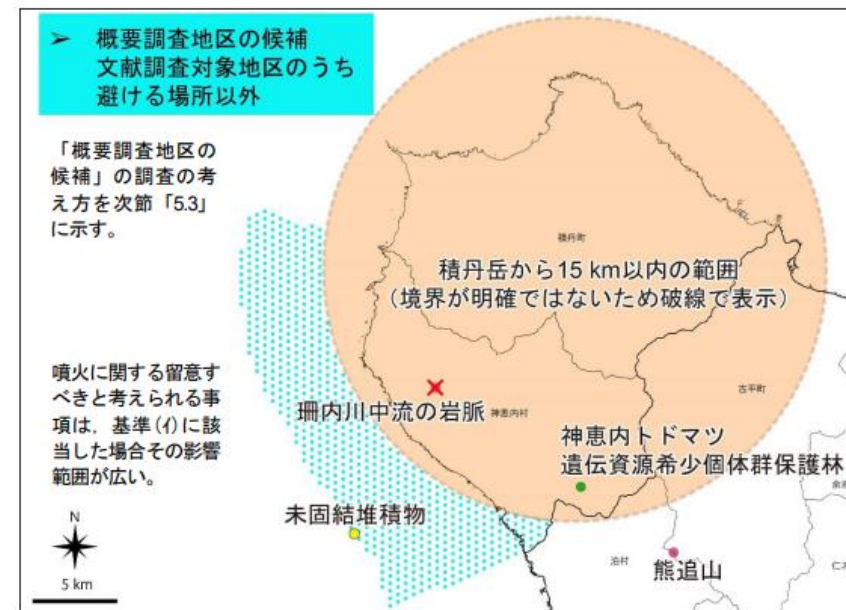 ➢ 概要調査地区の候補
文献調査対象地区のうち
避ける場所以外
「概要調査地区の
候補」の調査の考
え方を次節「5.3」
に示す。
積丹町
積丹岳から15 km以内の範囲
（境界が明確ではないため破線で表示）
噴火に関する留意す
べきと考えられる事
項は，基準(ｲ)に該
当した場合その影響
範囲が広い。
古平町
珊内川中流の岩脈
神恵内村
神恵内トドマツ
遺伝資源希少個体群保護林
未固結堆積物
泊村
熊追山
仁木
N
5 km